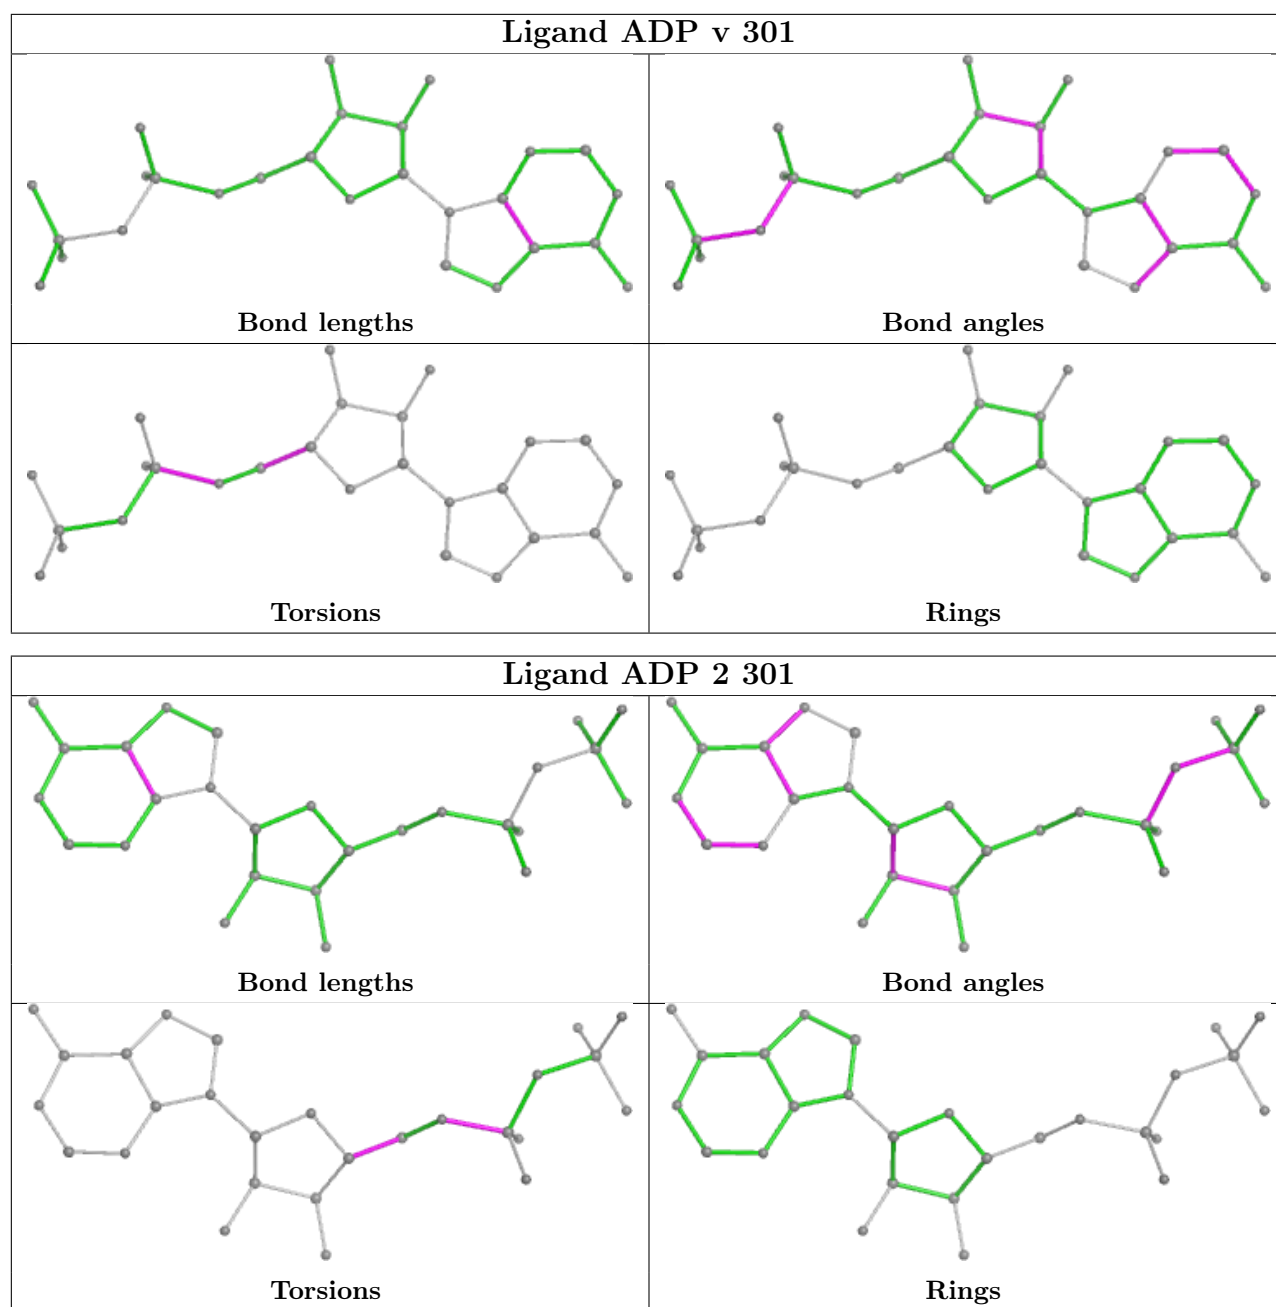 Ligand ADP v 301
Bond lengths
Bond angles
Torsions
Rings
Ligand ADP 2 301
Bond lengths
Bond angles
Torsions
Rings